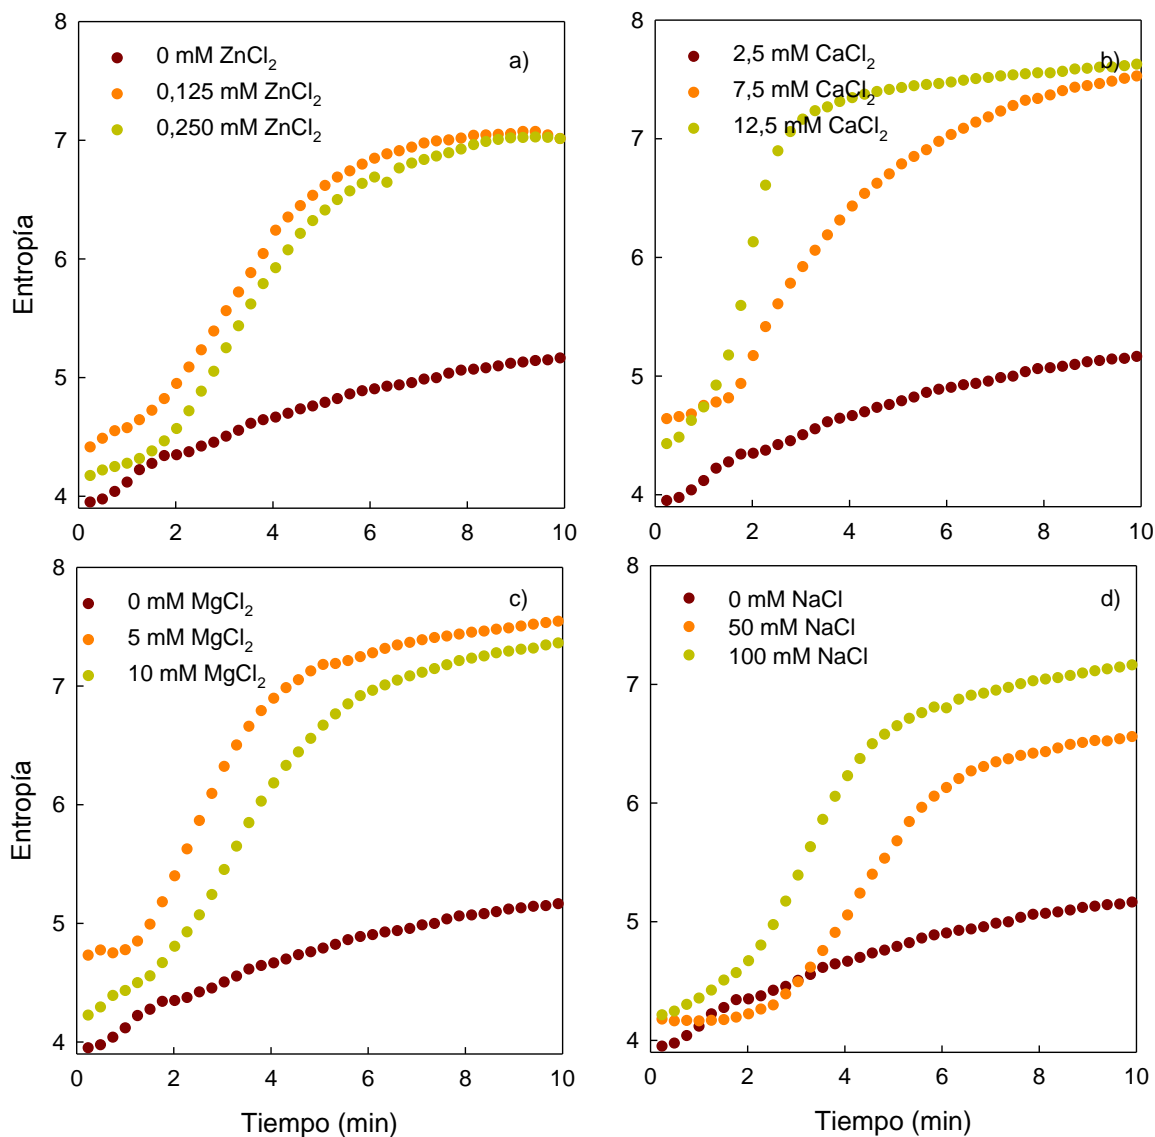 8
0 mM ZnCl₂
a)
0,125 mM ZnCl₂
0,250 mM ZnCl₂
7
6
5
4
0 2 4 6 8 10
Entropía
8
2,5 mM CaCl₂
b)
7,5 mM CaCl₂
12,5 mM CaCl₂
7
6
5
4
0 2 4 6 8 10
8
0 mM MgCl₂
c)
5 mM MgCl₂
10 mM MgCl₂
7
6
5
4
0 2 4 6 8 10
Entropía
Tiempo (min)
8
0 mM NaCl
d)
50 mM NaCl
100 mM NaCl
7
6
5
4
0 2 4 6 8 10
Tiempo (min)